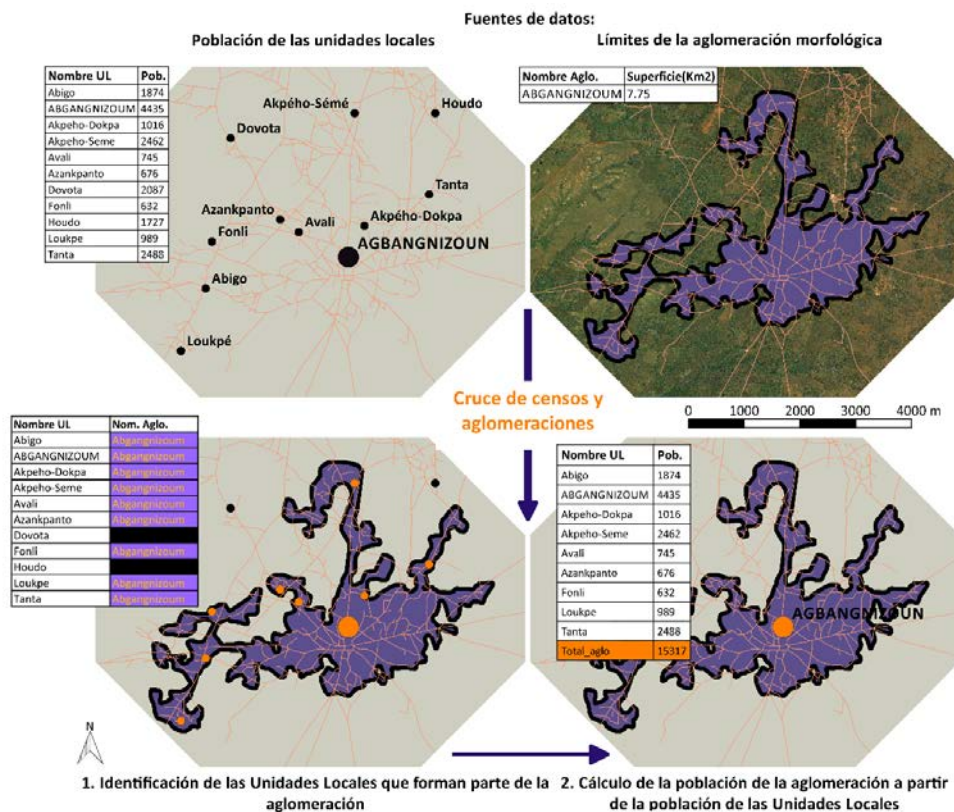 Fuentes de datos:
Población de las unidades locales
Límites de la aglomeración morfológica
Nombre UL Pob.
Abigo 1874
ABGANGNIZOUM 4435
Akpeho-Dokpa 1016
Akpeho-Seme 2462
Avali 745
Azankpanto 676
Dovota 2087
Fonli 632
Houdo 1727
Loukpe 989
Tanta 2488
Akpého-Sémé
Houdo
Dovota
Tanta
Azankpanto
Avali
Akpého-Dokpa
Fonli
AGBANGNIZOUN
Abigo
Loukpé
Nombre Aglo. Superficie(Km2)
ABGANGNIZOUM 7.75
Cruce de censos y
aglomeraciones
0 1000 2000 3000 4000 m
Nombre UL Nom. Aglo.
Abigo Abgangnizoum
ABGANGNIZOUM Abgangnizoum
Akpeho-Dokpa Abgangnizoum
Akpeho-Seme Abgangnizoum
Avali Abgangnizoum
Azankpanto Abgangnizoum
Dovota
Fonli Abgangnizoum
Houdo
Loukpe Abgangnizoum
Tanta Abgangnizoum
Nombre UL Pob.
Abigo 1874
ABGANGNIZOUM 4435
Akpeho-Dokpa 1016
Akpeho-Seme 2462
Avali 745
Azankpanto 676
Fonli 632
Loukpe 989
Tanta 2488
Total_aglo 15317
AGBANGNIZOUN
N
1. Identificación de las Unidades Locales que forman parte de la
aglomeración
2. Cálculo de la población de la aglomeración a partir
de la población de las Unidades Locales